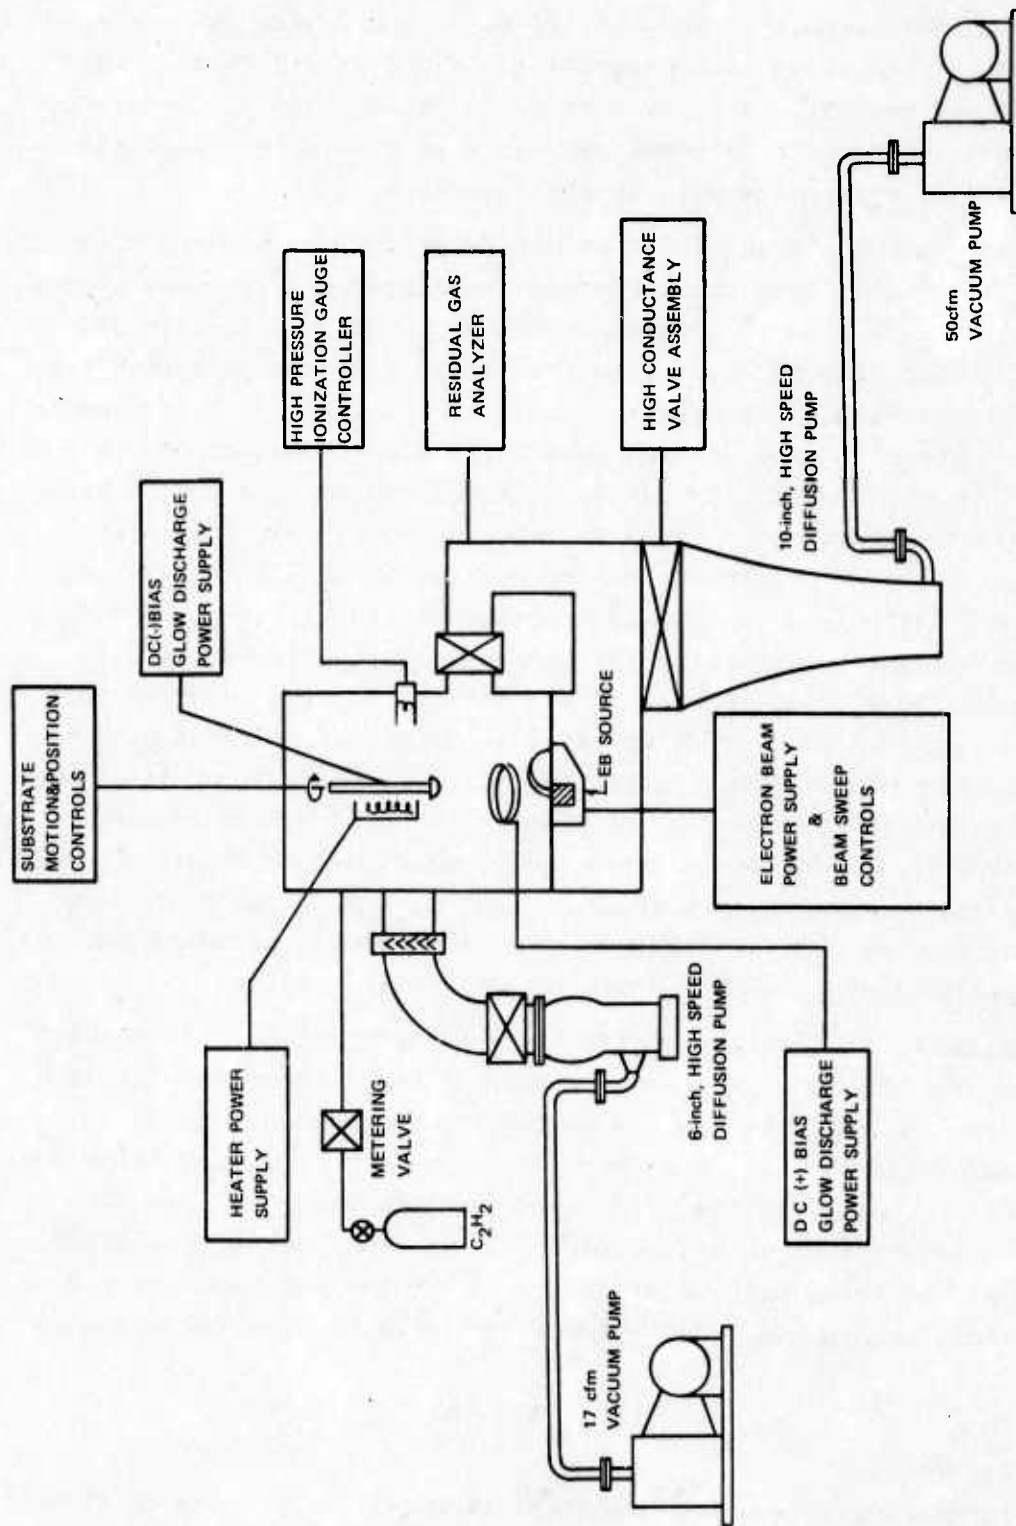 SUBSTRATE
MOTION&POSITION
CONTROLS
DC(-)BIAS
GLOW DISCHARGE
POWER SUPPLY
HIGH PRESSURE
IONIZATION GAUGE
CONTROLLER
RESIDUAL GAS
ANALYZER
HIGH CONDUCTANCE
VALVE ASSEMBLY
HEATER POWER
SUPPLY
METERING
VALVE
C2H2
EB SOURCE
6-inch, HIGH SPEED
DIFFUSION PUMP
ELECTRON BEAM
POWER SUPPLY
&
BEAM SWEEP
CONTROLS
10-inch, HIGH SPEED
DIFFUSION PUMP
17 cfm
VACUUM PUMP
DC (+) BIAS
GLOW DISCHARGE
POWER SUPPLY
50cfm
VACUUM PUMP